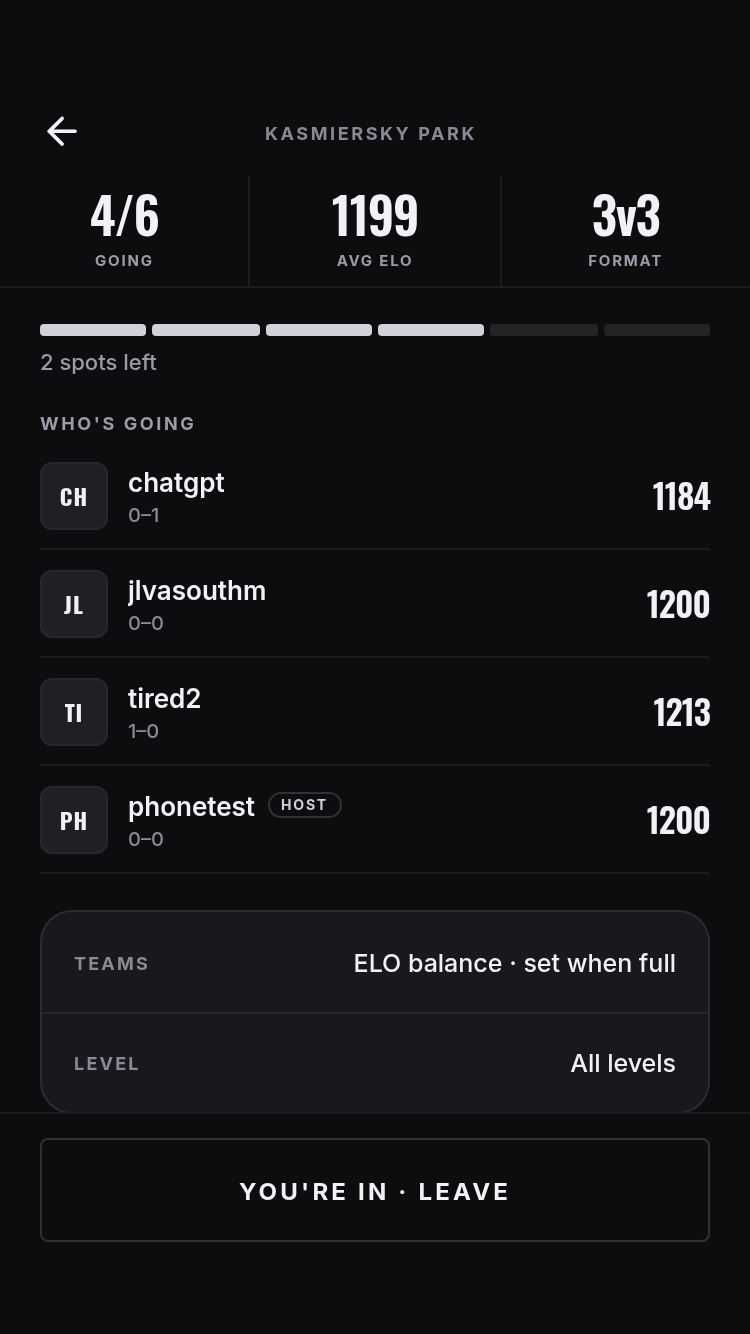 KASMIERSKY PARK
4/6 1199 3v3
GOING AVG ELO FORMAT
2 spots left
WHO'S GOING
CH chatgpt 1184
0–1
JL jlvasouthm 1200
0–0
TI tired2 1213
1–0
PH phonetest HOST 1200
0–0
TEAMS ELO balance · set when full
LEVEL All levels
YOU'RE IN · LEAVE